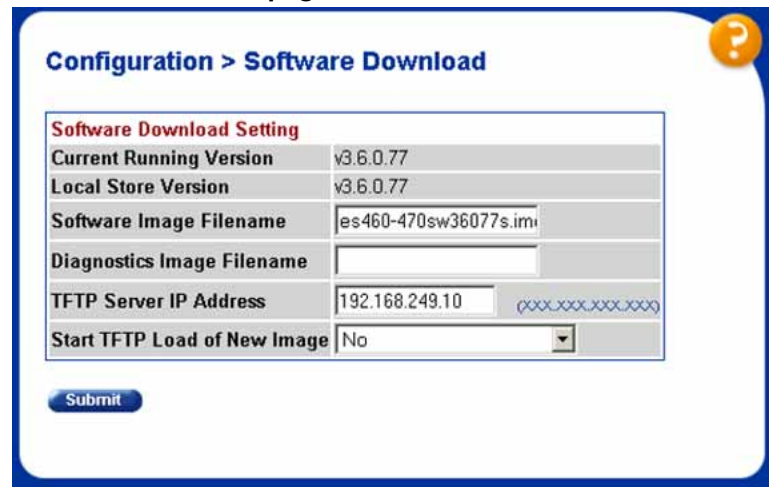 Configuration > Software Download
?
Software Download Setting
Current Running Version v3.6.0.77
Local Store Version v3.6.0.77
Software Image Filename es460-470sw36077s.im
Diagnostics Image Filename
TFTP Server IP Address 192.168.249.10 (XXX.XXX.XXX.XXX)
Start TFTP Load of New Image No
Submit